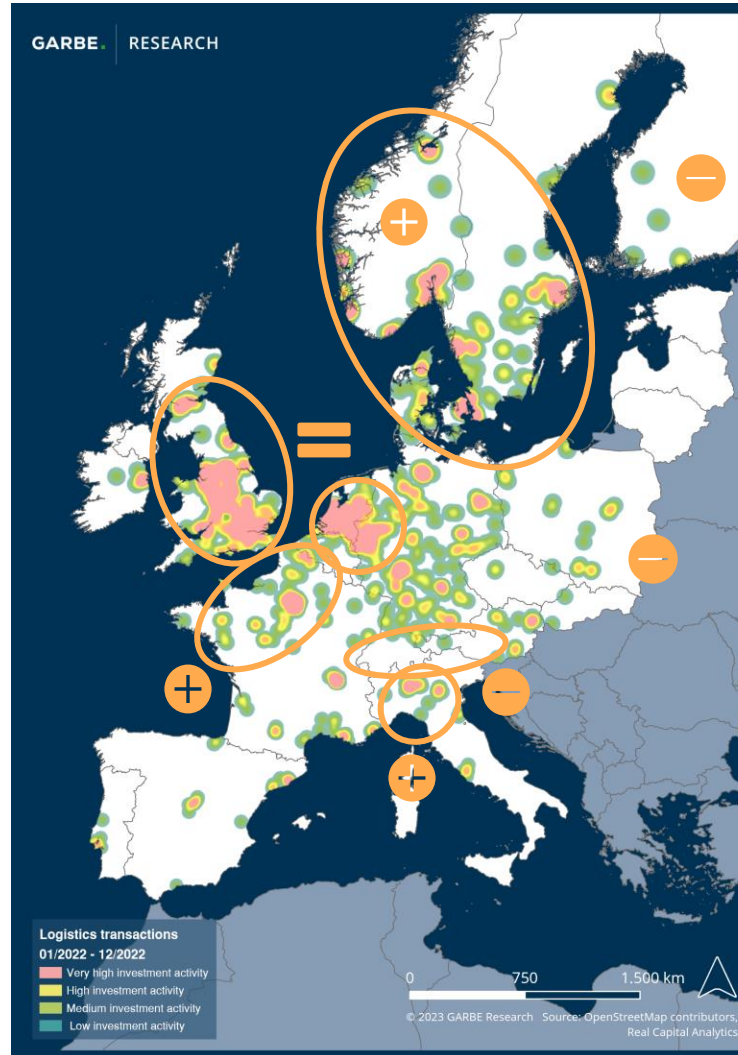 GARBE. RESEARCH
+
−
=
−
+
−
+
Logistics transactions
01/2022 - 12/2022
Very high investment activity
High investment activity
Medium investment activity
Low investment activity
0 750 1.500 km
© 2023 GARBE Research Source: OpenStreetMap contributors,
Real Capital Analytics